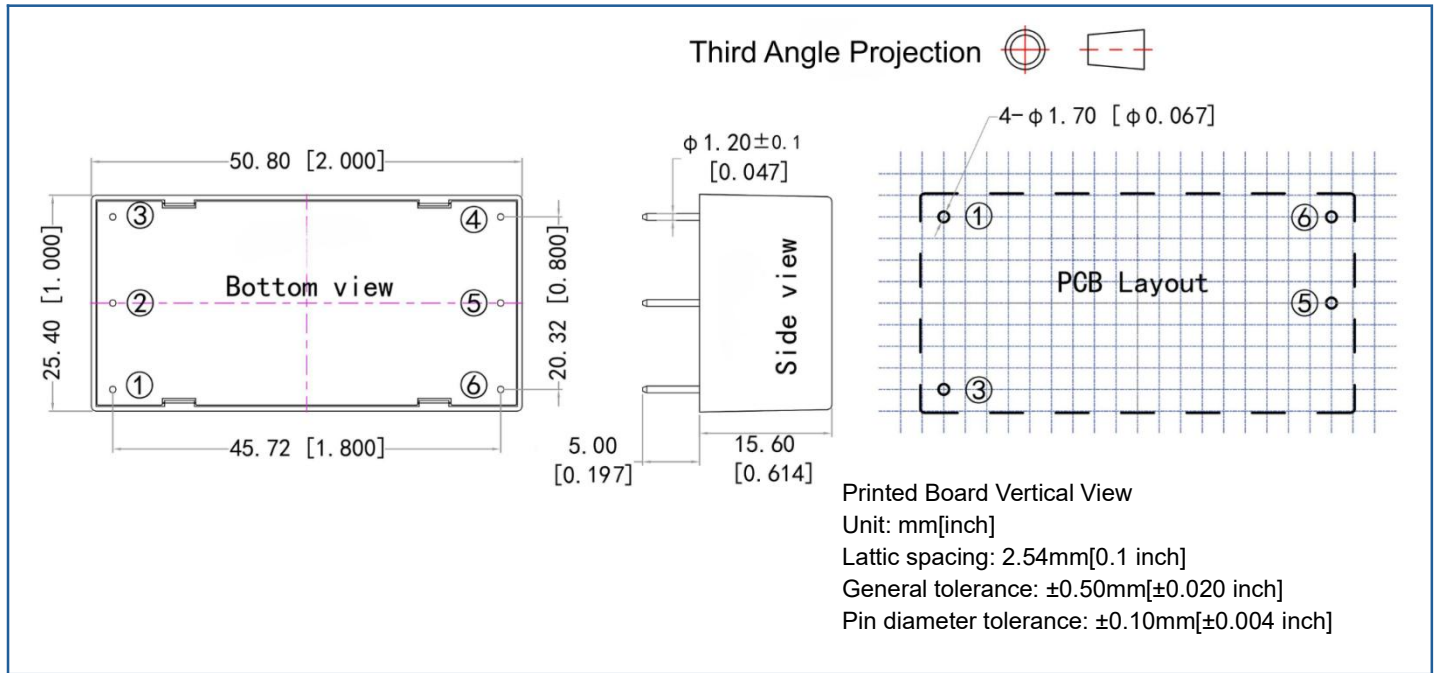 Third Angle Projection
4-φ1.70 [φ0.067]
50.80 [2.000]
φ1.20±0.1
[0.047]
③
④
①
⑥
25.40 [1.000]
Bottom view
20.32 [0.800]
Side view
PCB Layout
②
⑤
⑤
①
⑥
③
45.72 [1.800]
5.00
[0.197]
15.60
[0.614]
Printed Board Vertical View
Unit: mm[inch]
Lattic spacing: 2.54mm[0.1 inch]
General tolerance: ±0.50mm[±0.020 inch]
Pin diameter tolerance: ±0.10mm[±0.004 inch]